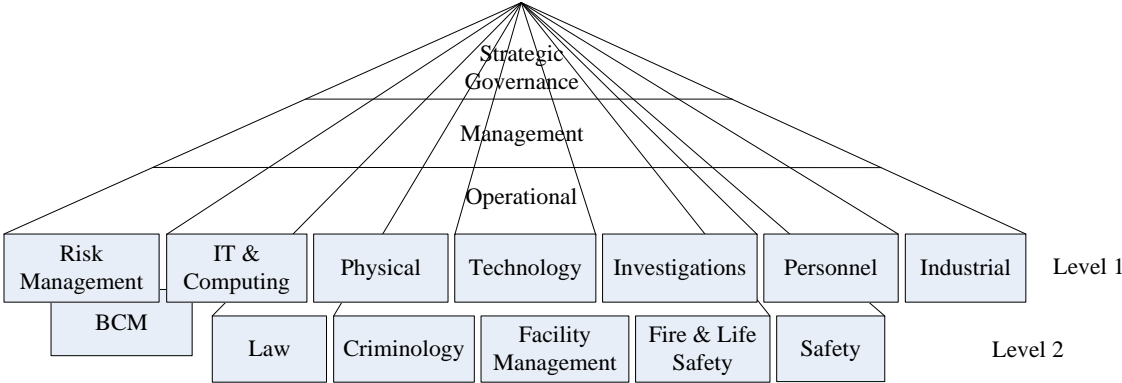 Strategic
Governance
Management
Operational
Risk
Management
IT &
Computing
Physical
Technology
Investigations
Personnel
Industrial
Level 1
BCM
Law
Criminology
Facility
Management
Fire & Life
Safety
Safety
Level 2